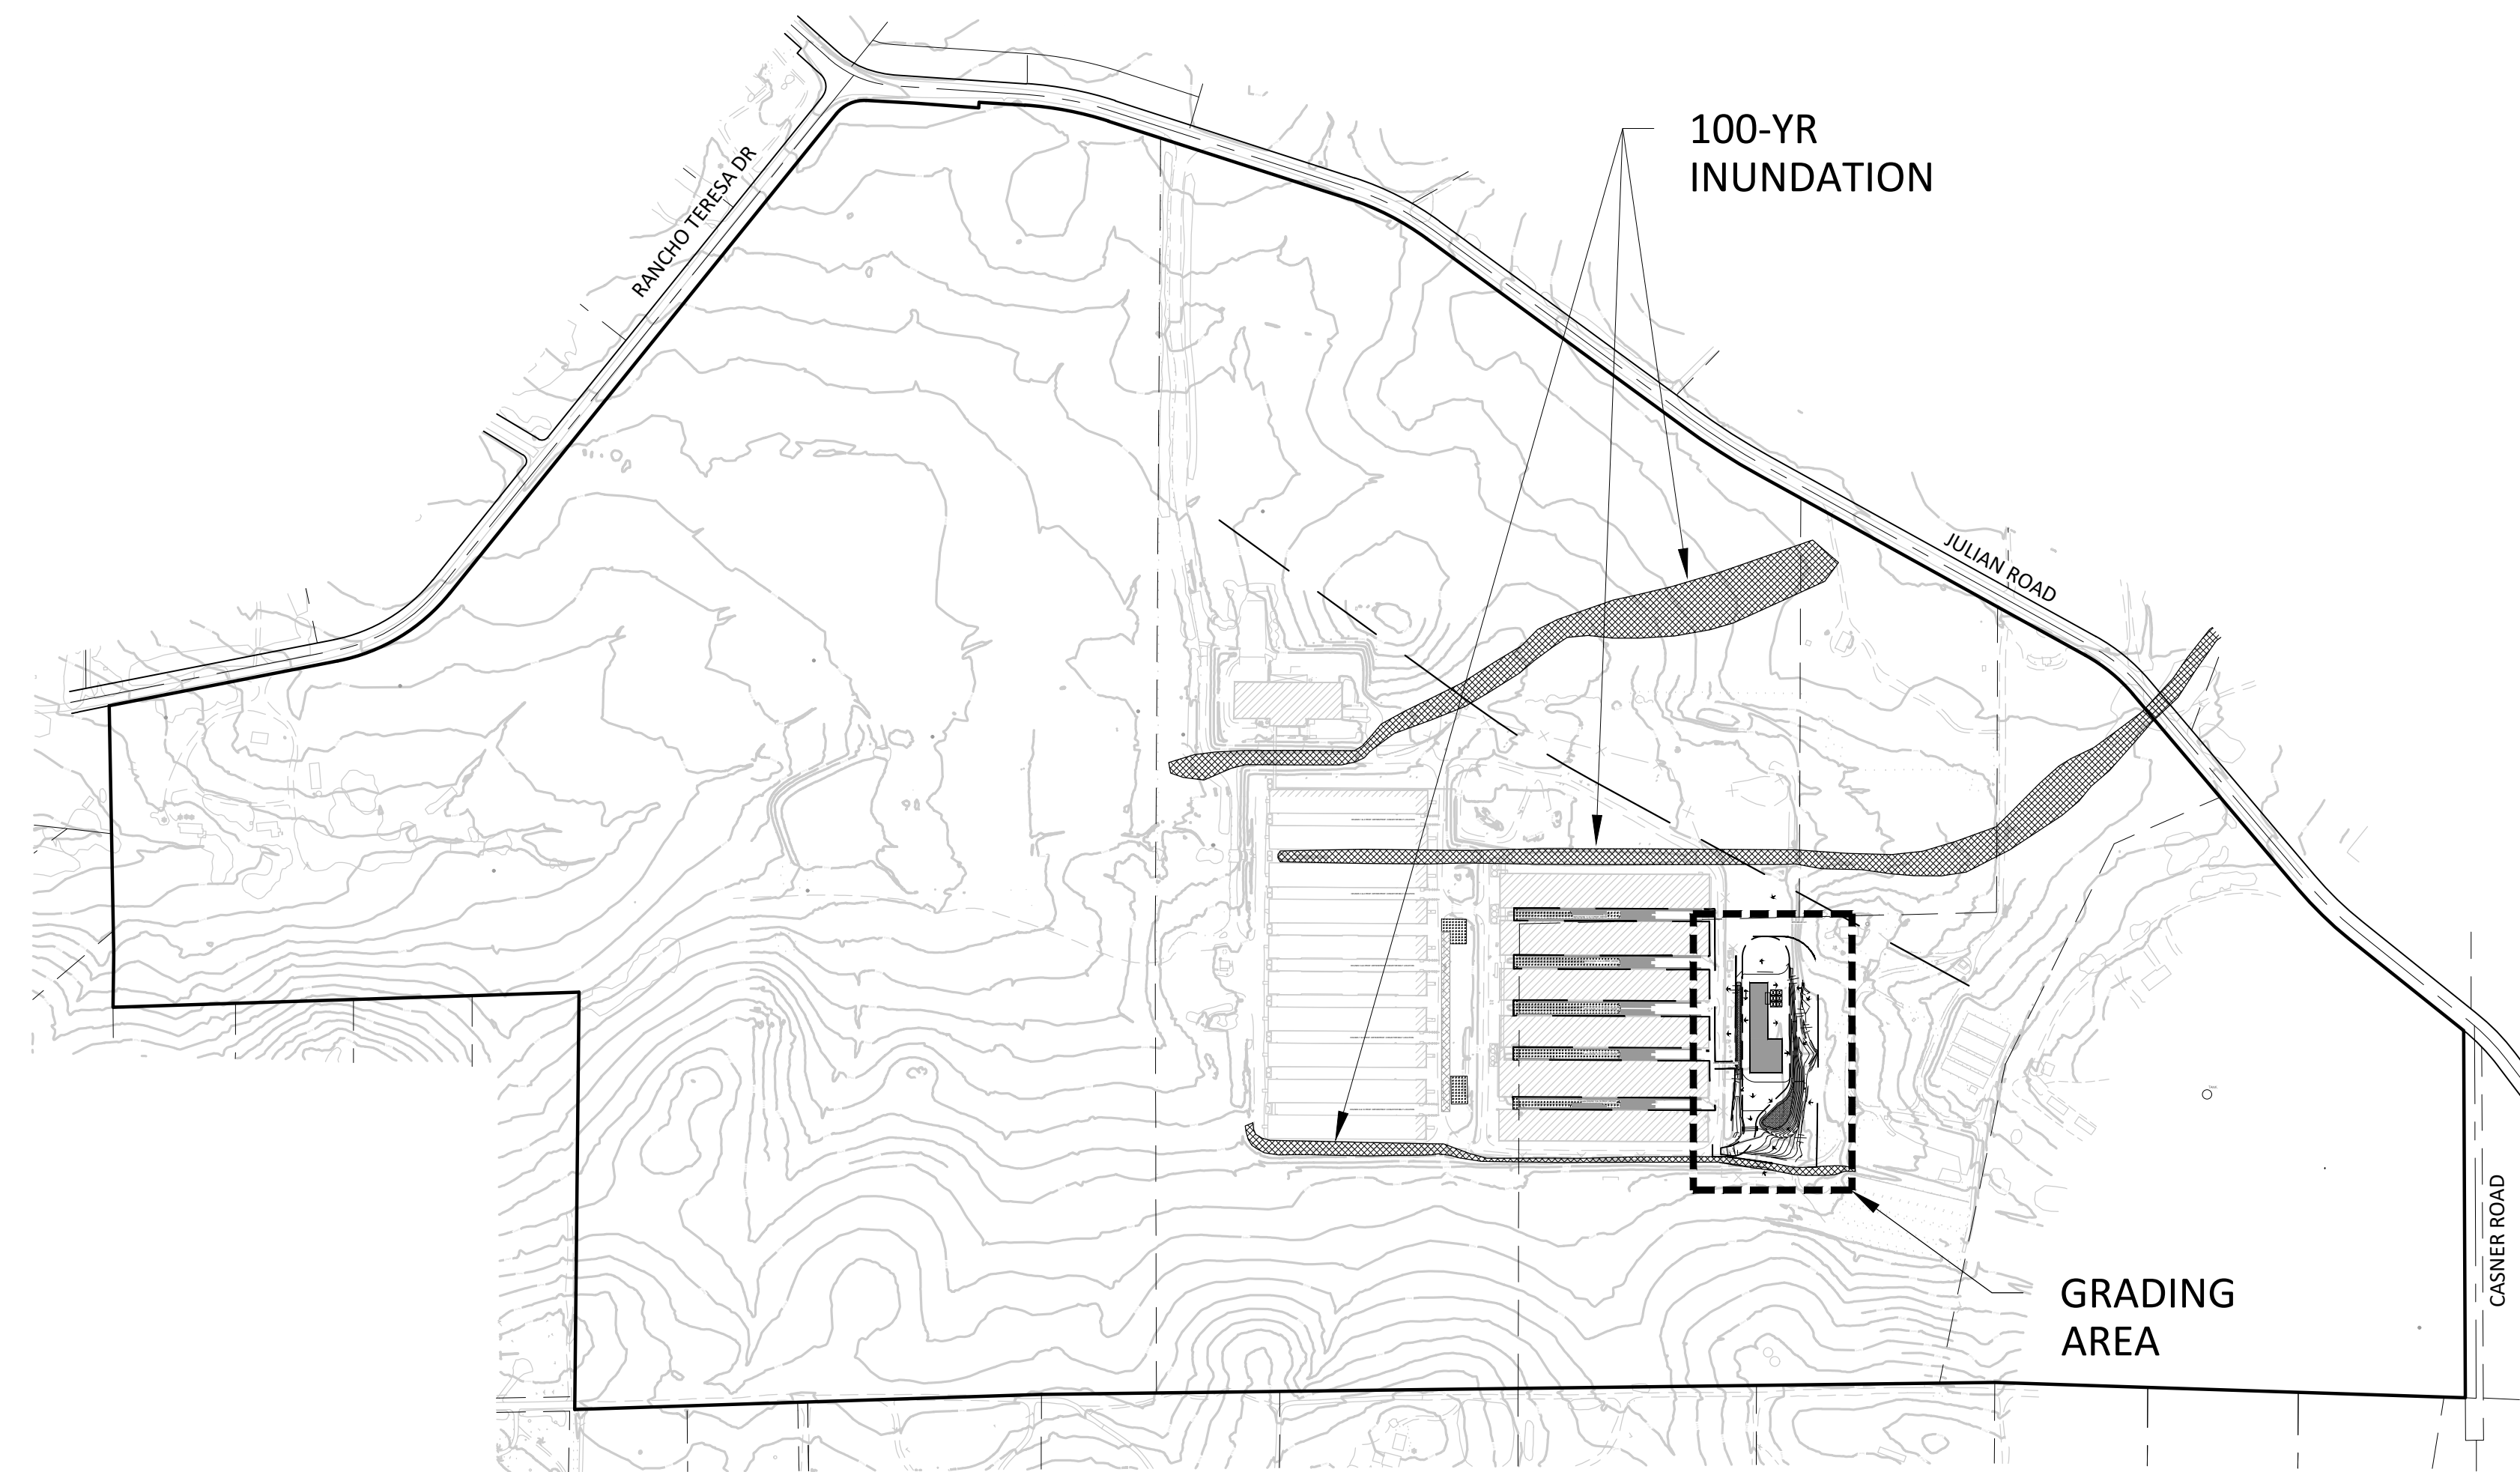 100-YR
INUNDATION
RANCHO TERESA DR
JULIAN ROAD
GRADING
AREA
CASNER ROAD